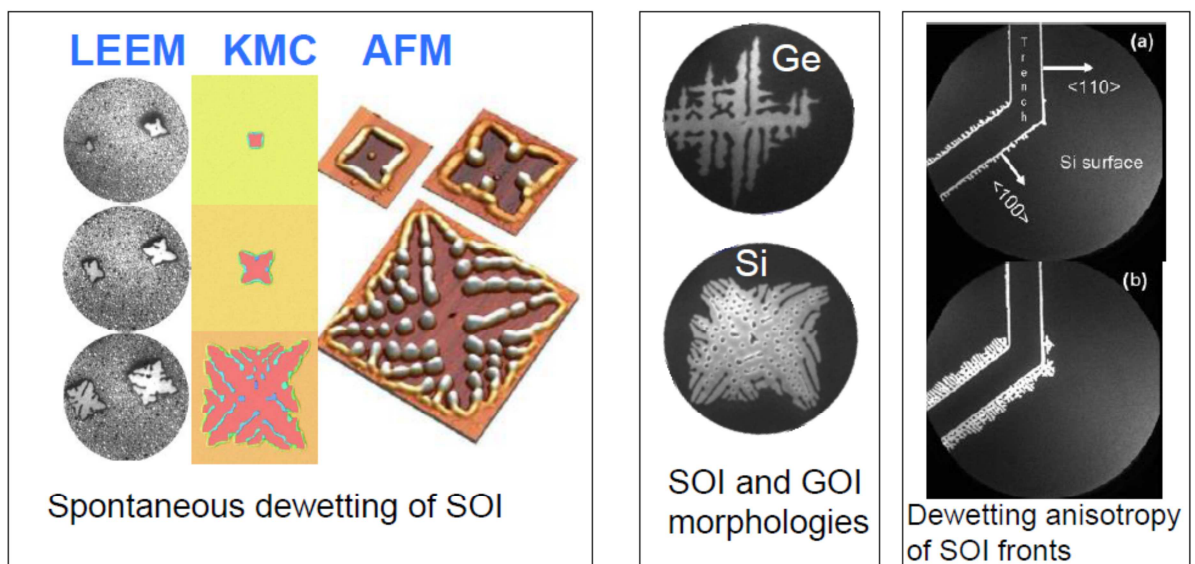 LEEM KMC AFM
Spontaneous dewetting of SOI
Ge
Si
SOI and GOI
morphologies
(a)
Trench
<110>
Si surface
<100>
(b)
Dewetting anisotropy
of SOI fronts